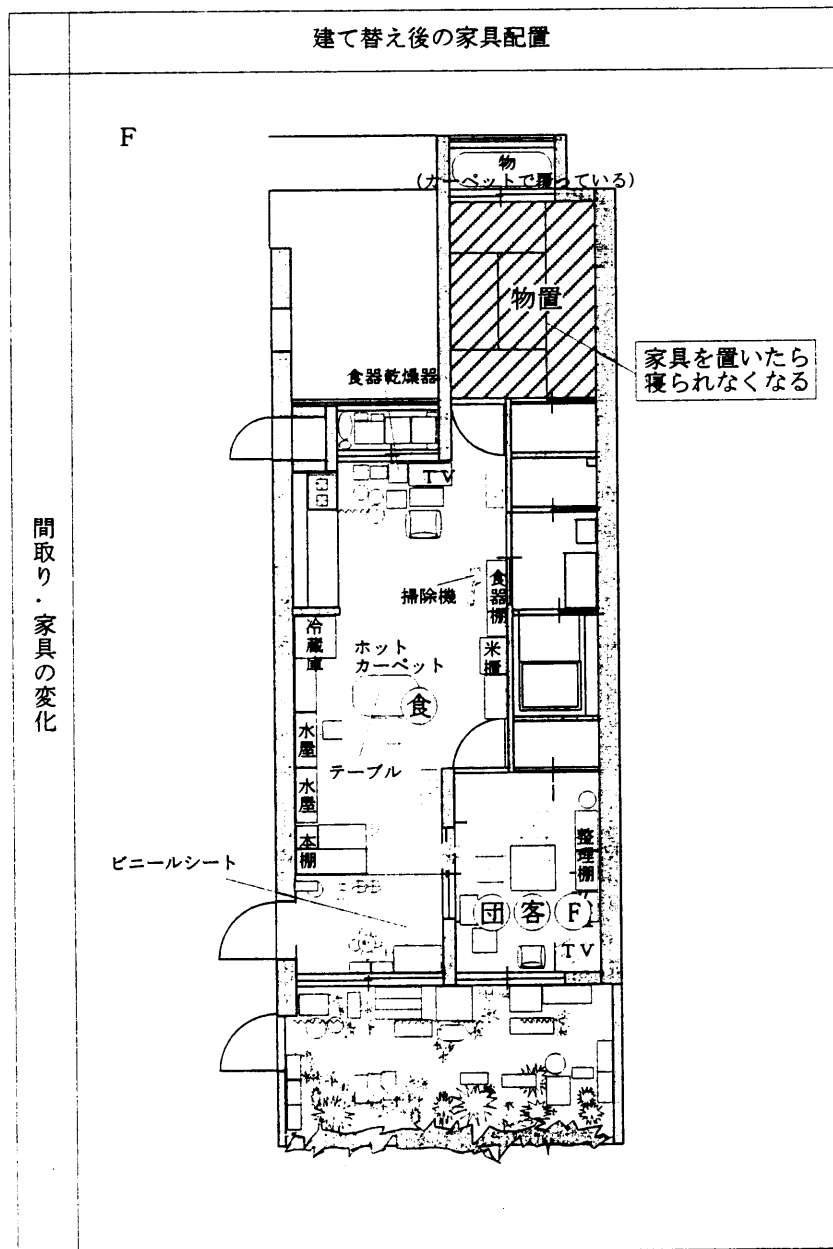 建て替え後の家具配置
間取り・家具の変化
F
物
(カーペットで覆っている)
物置
家具を置いたら
寝られなくなる
食器乾燥器
TV
掃除機
食器棚
冷蔵庫
ホット
カーペット
米櫃
食
水屋
テーブル
水屋
本棚
整理棚
ビニールシート
団 客 F
TV